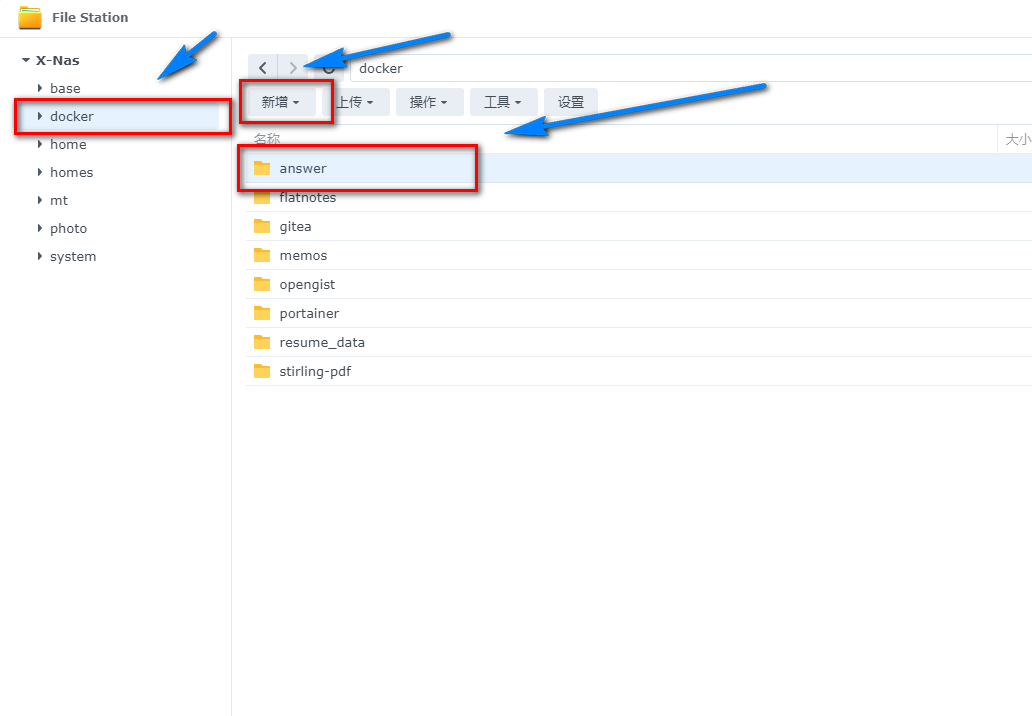 File Station
X-Nas
base
docker
home
homes
mt
photo
system
docker
新增 上传 操作 工具 设置
名称 大小
answer
flatnotes
gitea
memos
opengist
portainer
resume_data
stirling-pdf